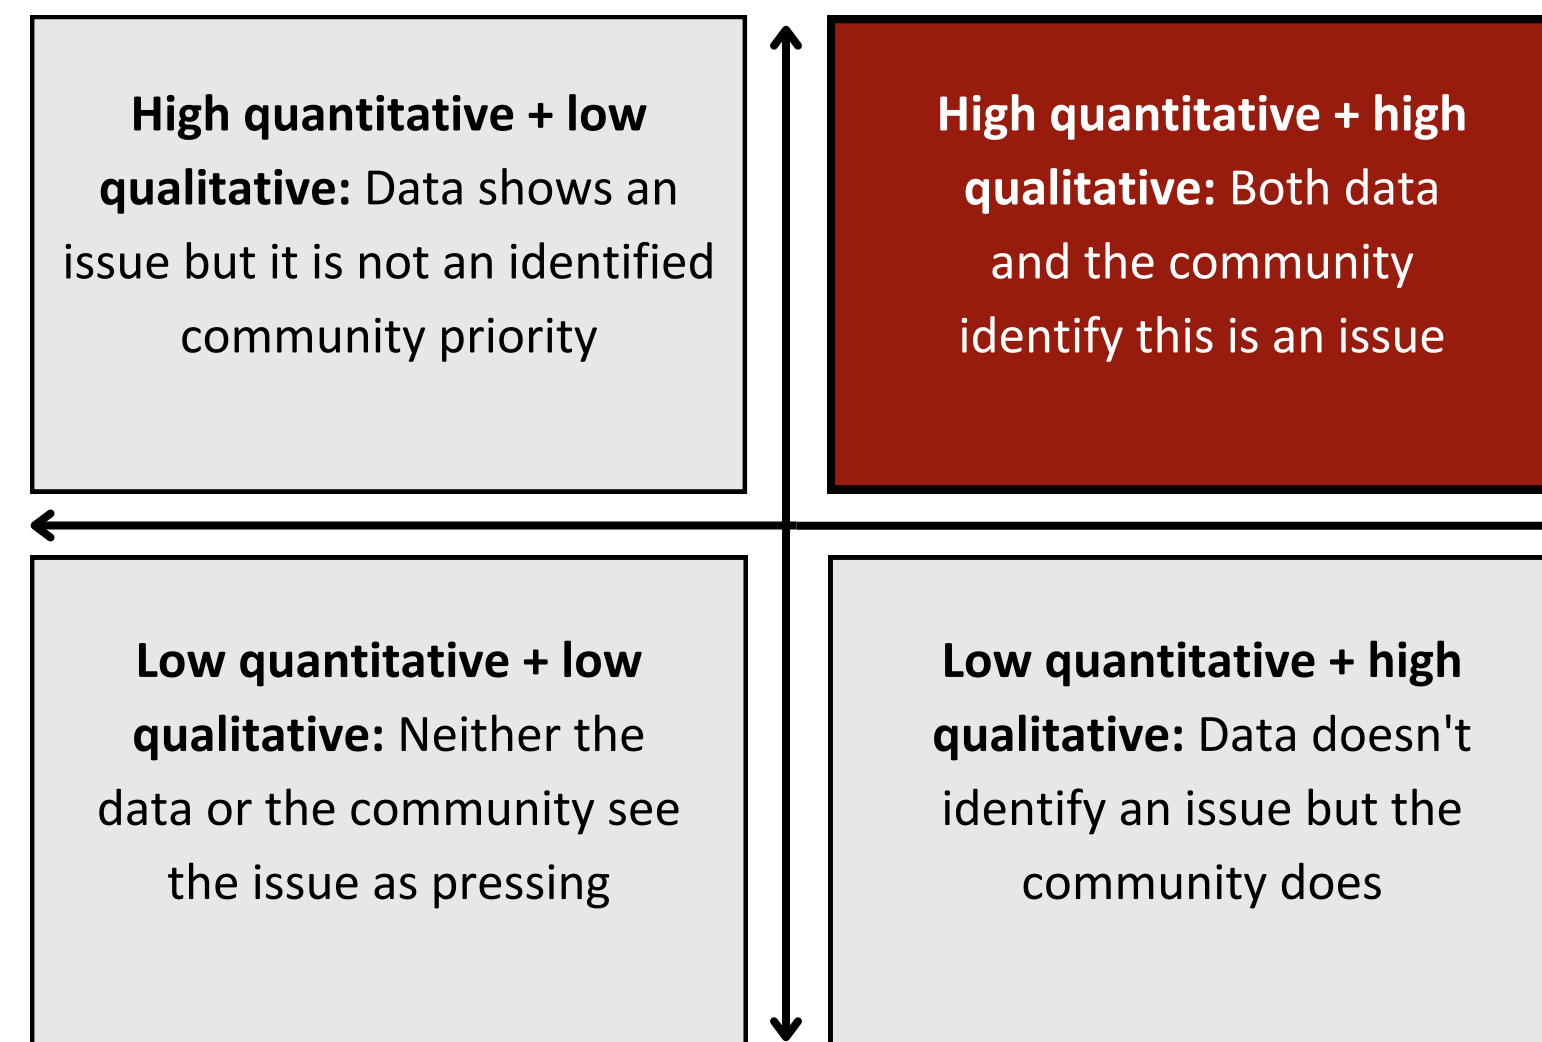 High quantitative + low
qualitative: Data shows an
issue but it is not an identified
community priority
High quantitative + high
qualitative: Both data
and the community
identify this is an issue
Low quantitative + low
qualitative: Neither the
data or the community see
the issue as pressing
Low quantitative + high
qualitative: Data doesn't
identify an issue but the
community does